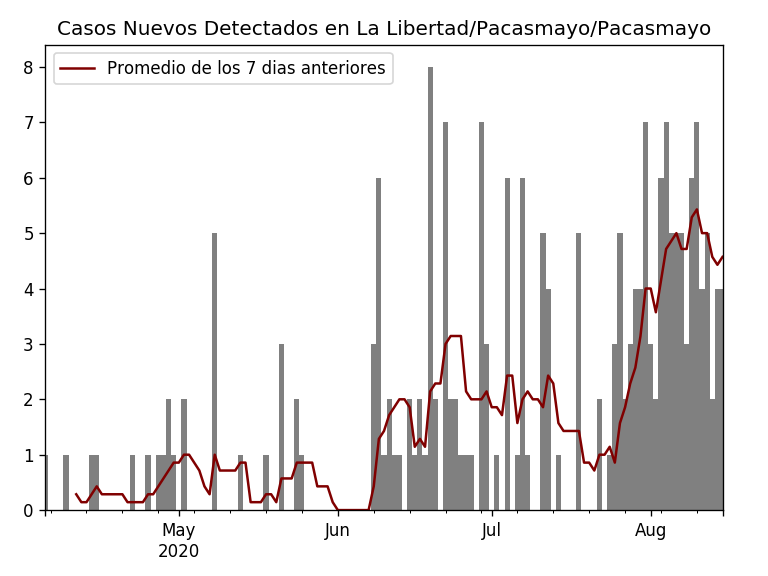 Casos Nuevos Detectados en La Libertad/Pacasmayo/Pacasmayo
Promedio de los 7 dias anteriores
8
7
6
5
4
3
2
1
0
May
2020
Jun
Jul
Aug